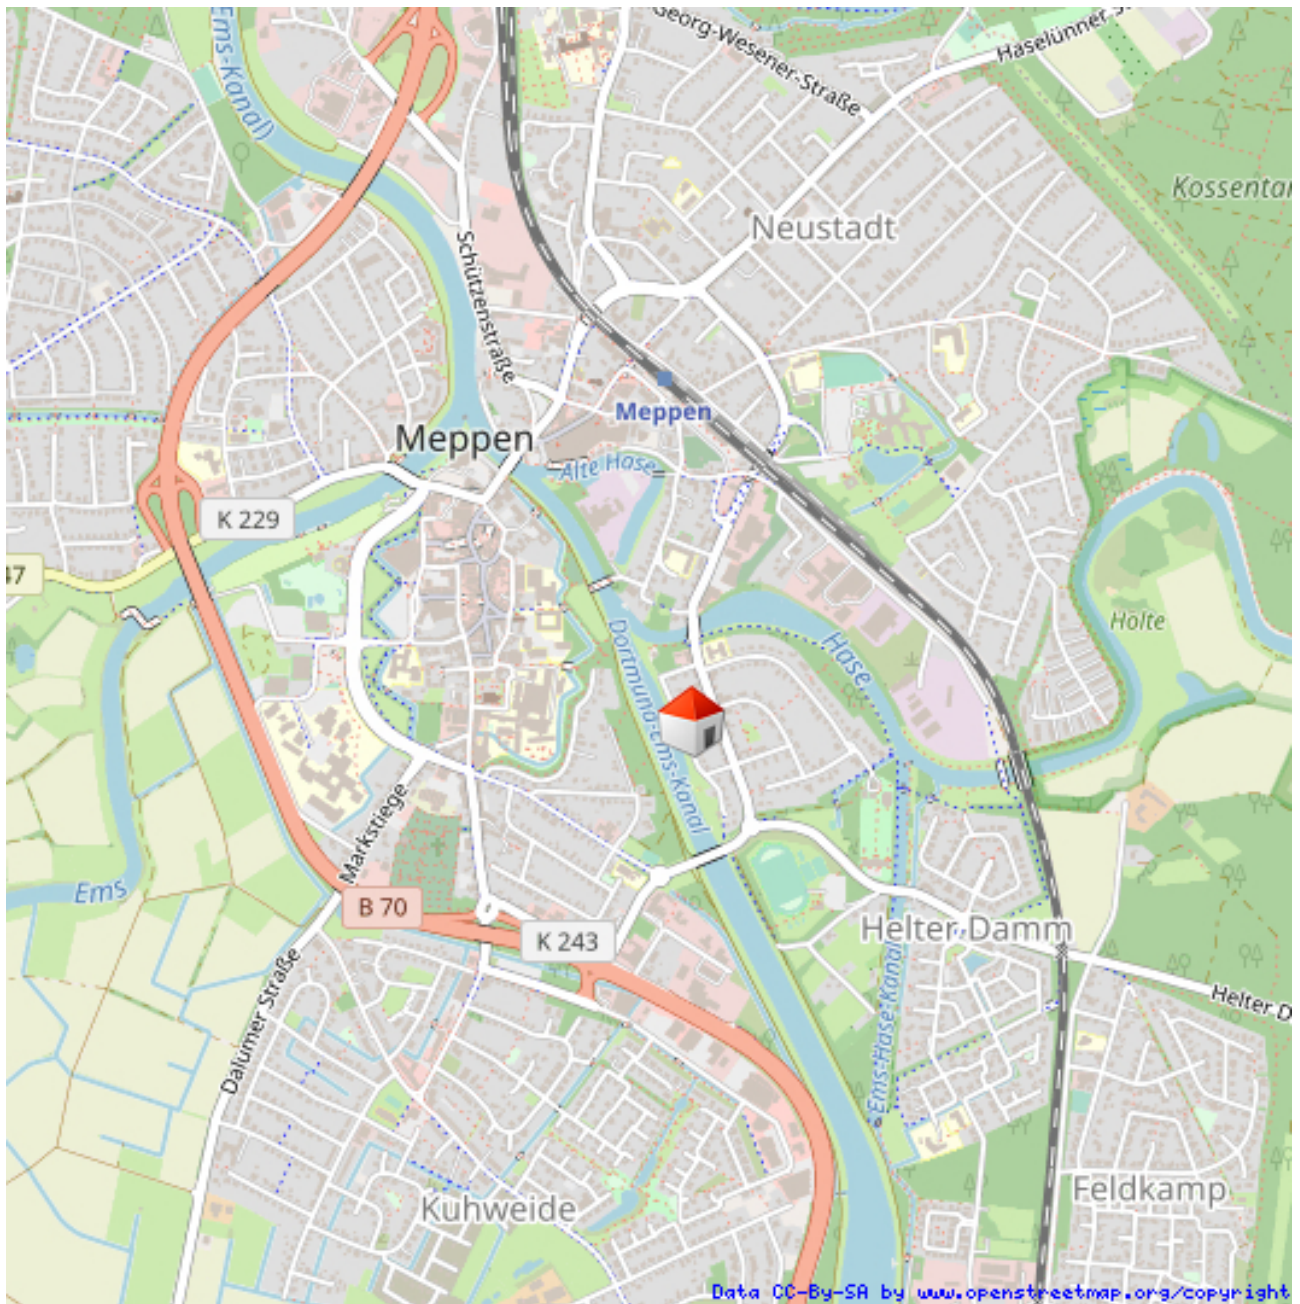 Georg-Wesener-Straße
Haselünner S
Ems-Kanal)
Kossentan
Neustadt
Schützenstraße
Meppen
Meppen
Alte Hase
K 229
47
Holte
Hase
Dortmund-Ems-Kanal
Markstiege
Ems
B 70
K 243
Helter Damm
Dalumer Straße
Ems-Hase-Kanal
Helter D
Feldkamp
Kuhweide
Data CC-By-SA by www.openstreetmap.org/copyright